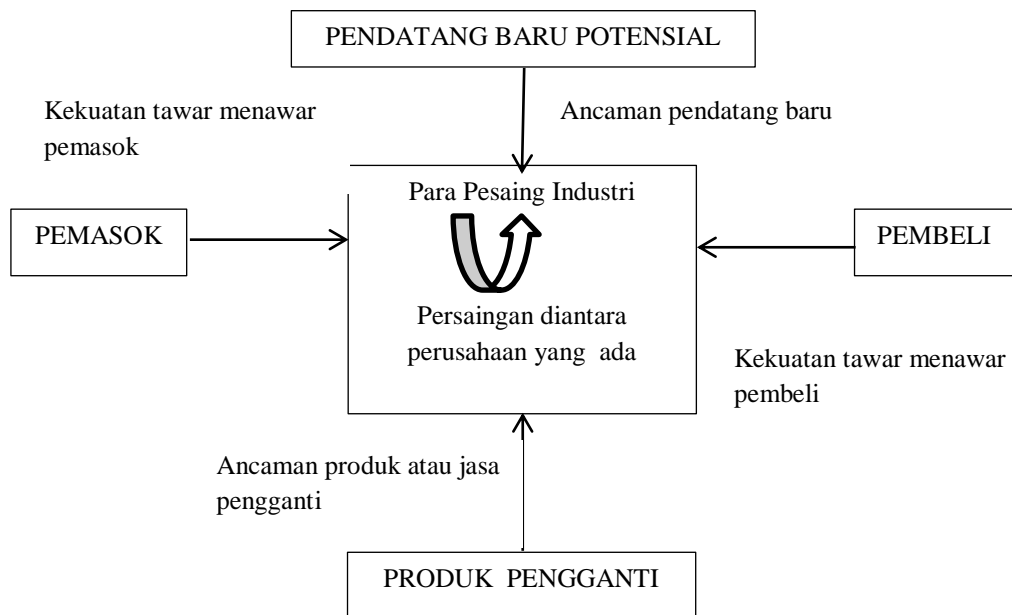 PENDATANG BARU POTENSIAL
Kekuatan tawar menawar
pemasok
Ancaman pendatang baru
Para Pesaing Industri
PEMASOK
PEMBELI
Persaingan diantara
perusahaan yang ada
Kekuatan tawar menawar
pembeli
Ancaman produk atau jasa
pengganti
PRODUK PENGGANTI